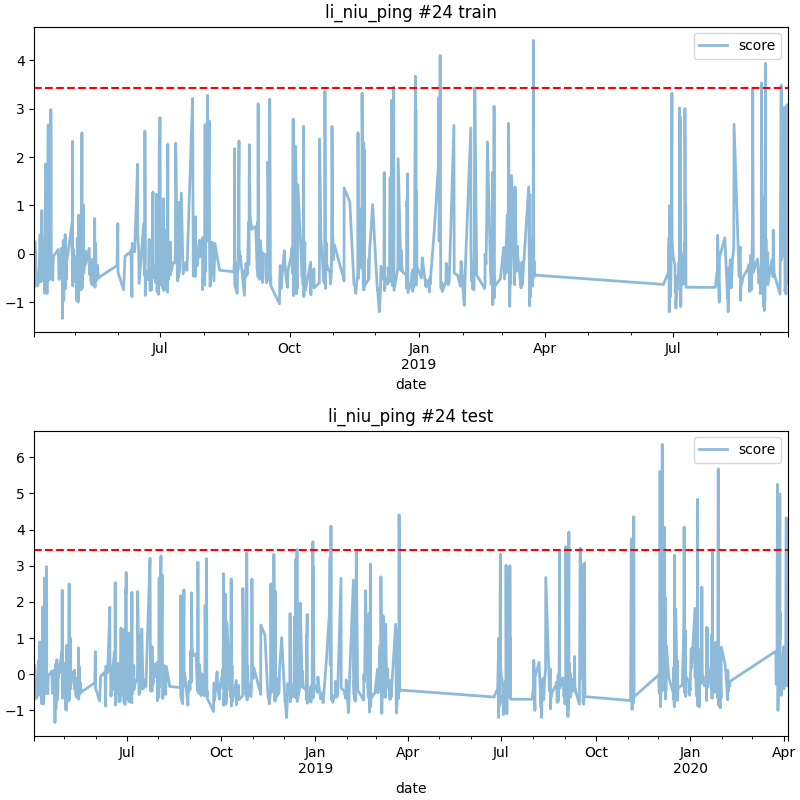 li_niu_ping #24 train
score
4
3
2
1
0
−1
Jul
Oct
Jan
2019
Apr
Jul
date
li_niu_ping #24 test
score
6
5
4
3
2
1
0
−1
Jul
Oct
Jan
2019
Apr
Jul
Oct
Jan
2020
Apr
date